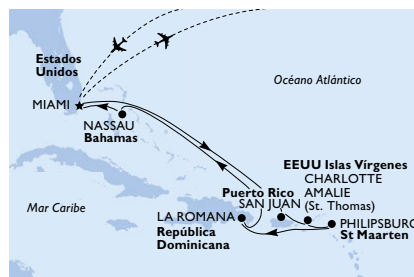 Estados
Unidos
Océano Atlántico
MIAMI
NASSAU
Bahamas
EEUU Islas Vírgenes
CHARLOTTE
AMALIE
(St. Thomas)
Puerto Rico
SAN JUAN
Mar Caribe
LA ROMANA
República
Dominicana
PHILIPSBURG
St Maarten